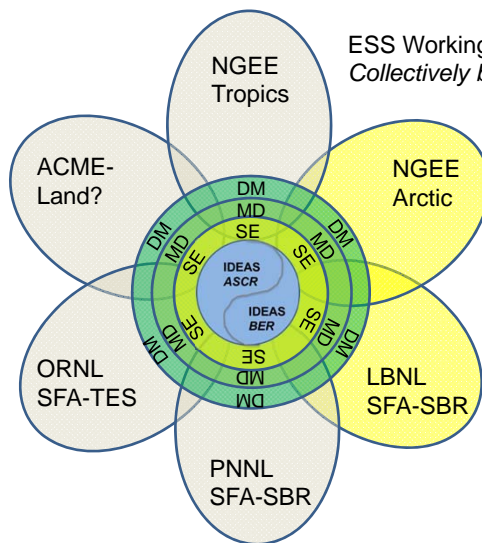 ESS Working
Collectively b
NGEE
Tropics
ACME-
Land?
NGEE
Arctic
DM
MD
SE
DM
MD
SE
DM
MD
SE
IDEAS
ASCR
IDEAS
BER
SE
MD
DM
SE
MD
DM
SE
MD
DM
ORNL
SFA-TES
LBNL
SFA-SBR
PNNL
SFA-SBR